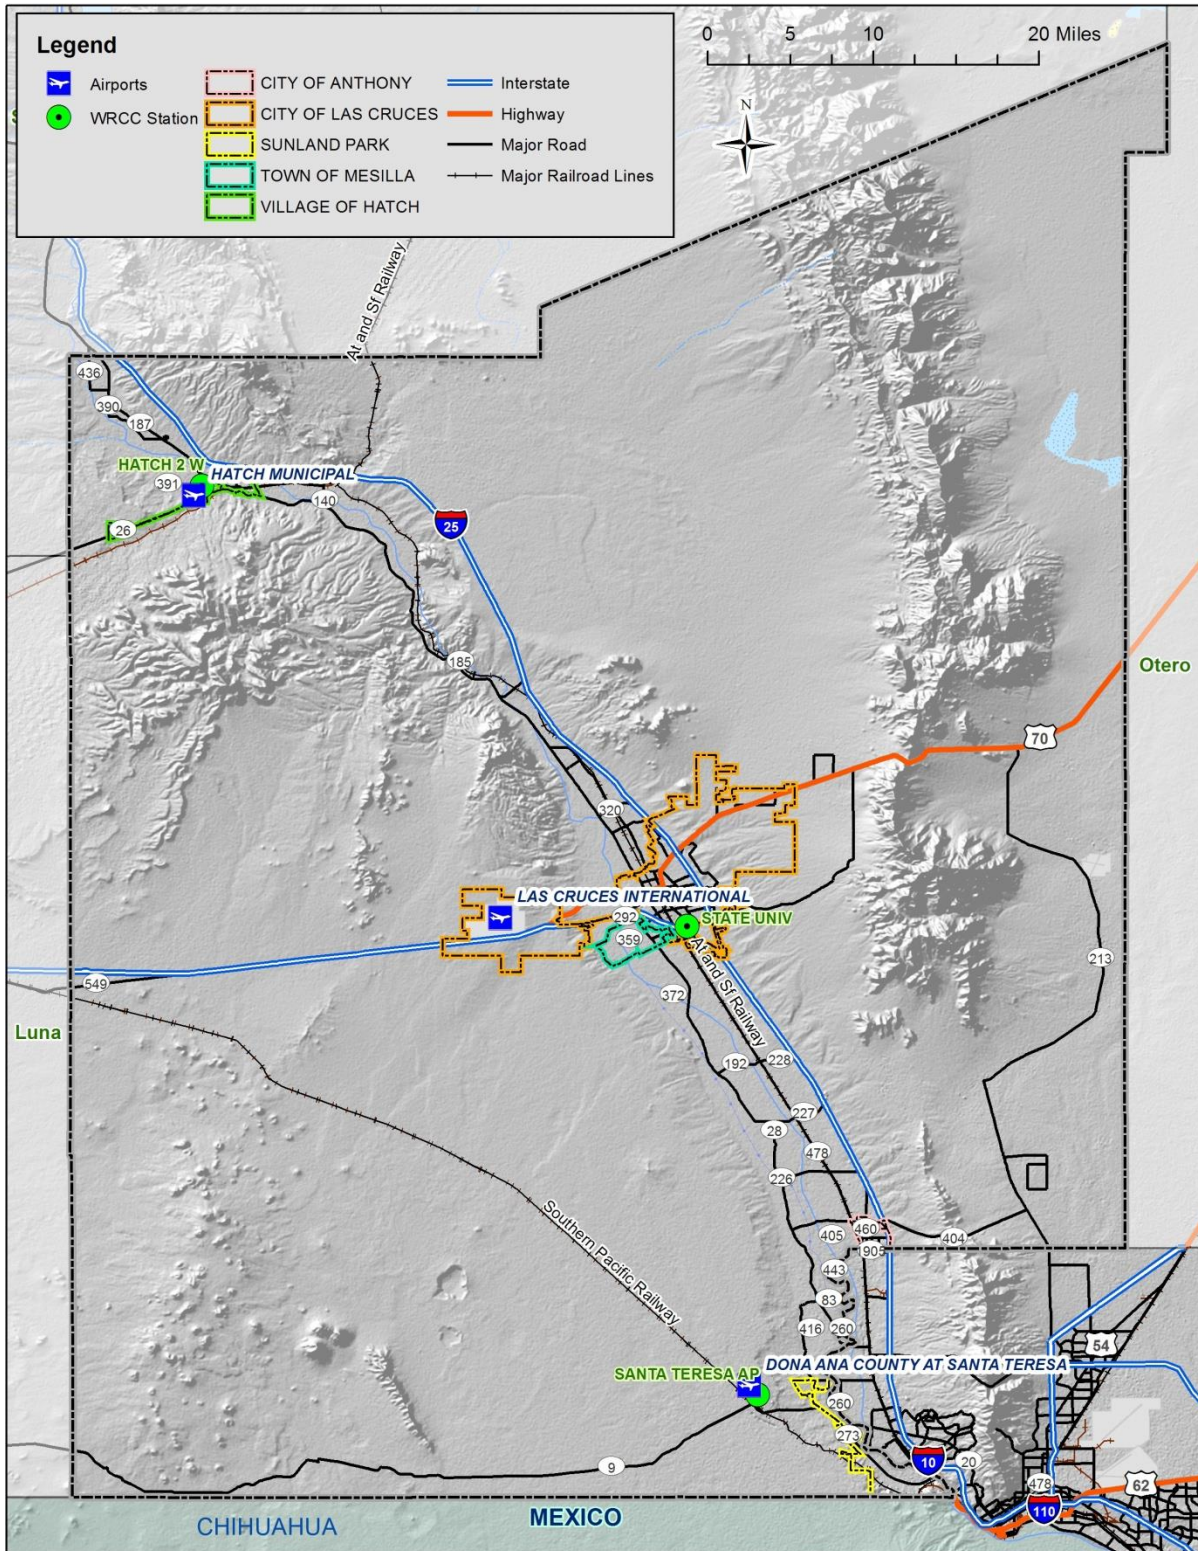 Legend
0 5 10 20 Miles
Airports
WRCC Station
CITY OF ANTHONY
CITY OF LAS CRUCES
SUNLAND PARK
TOWN OF MESILLA
VILLAGE OF HATCH
Interstate
Highway
Major Road
Major Railroad Lines
N
At and Sf Railway
436
390
187
HATCH 2 W
HATCH MUNICIPAL
391
140
26
25
185
Otero
70
320
LAS CRUCES INTERNATIONAL
292
STATE UNIV
359
At and Sf Railway
213
549
372
Luna
192
228
227
28
478
226
Southern Pacific Railway
460
405
404
1905
443
83
416
260
54
DONA ANA COUNTY AT SANTA TERESA
SANTA TERESA AP
260
273
10
20
9
478
62
110
MEXICO
CHIHUAHUA